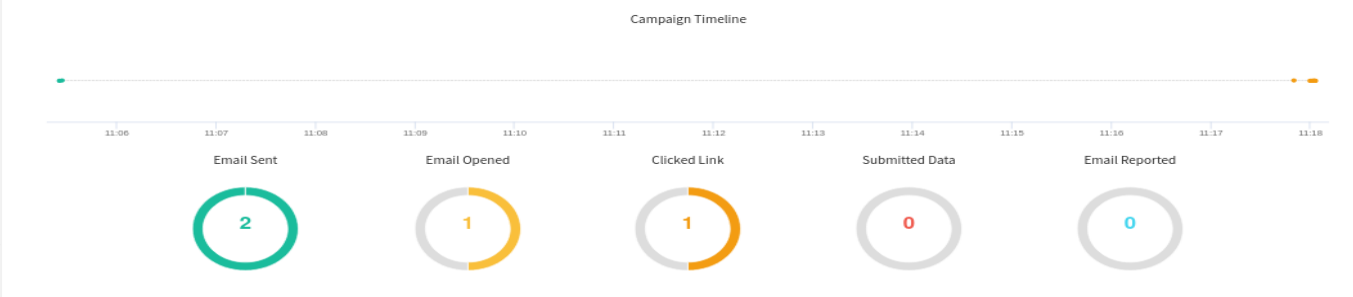 Campaign Timeline
11:06 11:07 11:08 11:09 11:10 11:11 11:12 11:13 11:14 11:15 11:16 11:17 11:18
Email Sent Email Opened Clicked Link Submitted Data Email Reported
2 1 1 0 0